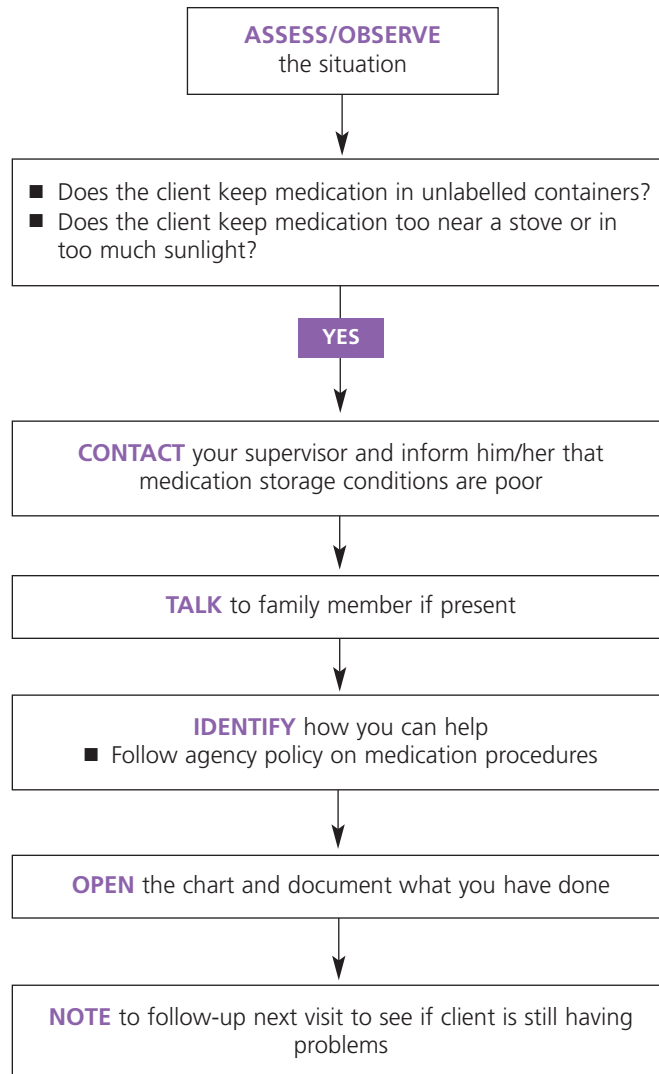 ASSESS/OBSERVE
the situation
■ Does the client keep medication in unlabelled containers?
■ Does the client keep medication too near a stove or in
too much sunlight?
YES
CONTACT your supervisor and inform him/her that
medication storage conditions are poor
TALK to family member if present
IDENTIFY how you can help
■ Follow agency policy on medication procedures
OPEN the chart and document what you have done
NOTE to follow-up next visit to see if client is still having
problems